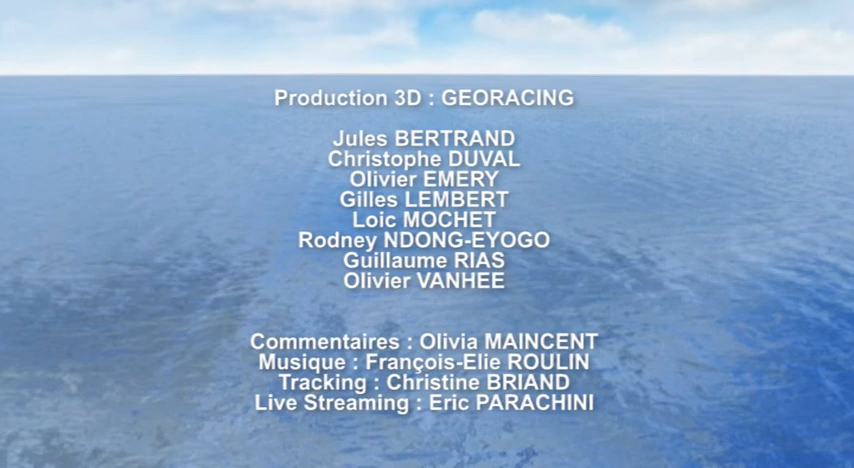 Production 3D : GEORACING
Jules BERTRAND
Christophe DUVAL
Olivier EMERY
Gilles LEMBERT
Loic MOCHET
Rodney NDONG-EYOGO
Guillaume RIAS
Olivier VANHEE
Commentaires : Olivia MAINCENT
Musique : François-Elie ROULIN
Tracking : Christine BRIAND
Live Streaming : Eric PARACHINI